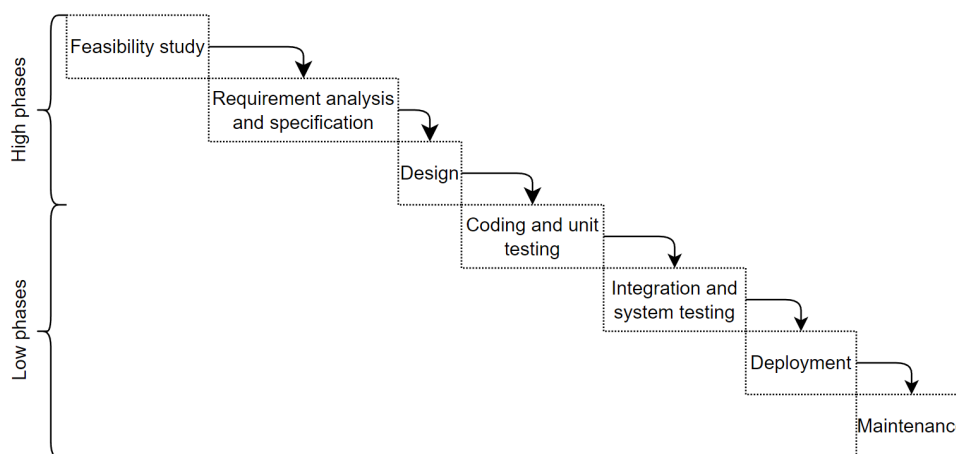 High phases
Feasibility study
Requirement analysis
and specification
Design
Low phases
Coding and unit
testing
Integration and
system testing
Deployment
Maintenance